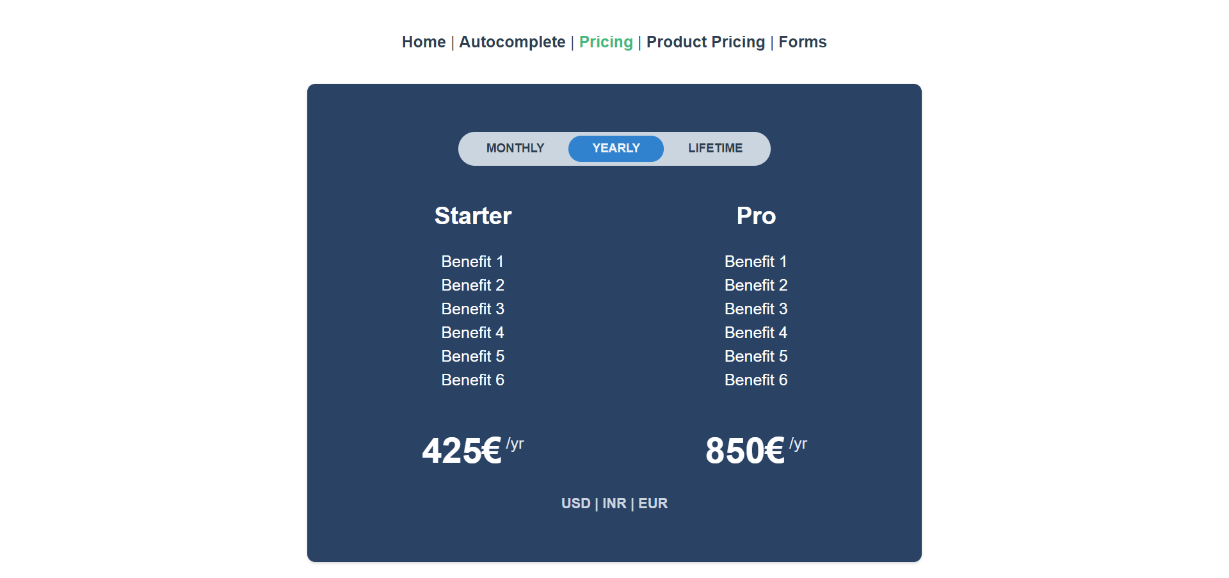 Home | Autocomplete | Pricing | Product Pricing | Forms
MONTHLY YEARLY LIFETIME
Starter
Benefit 1
Benefit 2
Benefit 3
Benefit 4
Benefit 5
Benefit 6
425€ /yr
Pro
Benefit 1
Benefit 2
Benefit 3
Benefit 4
Benefit 5
Benefit 6
850€ /yr
USD | INR | EUR